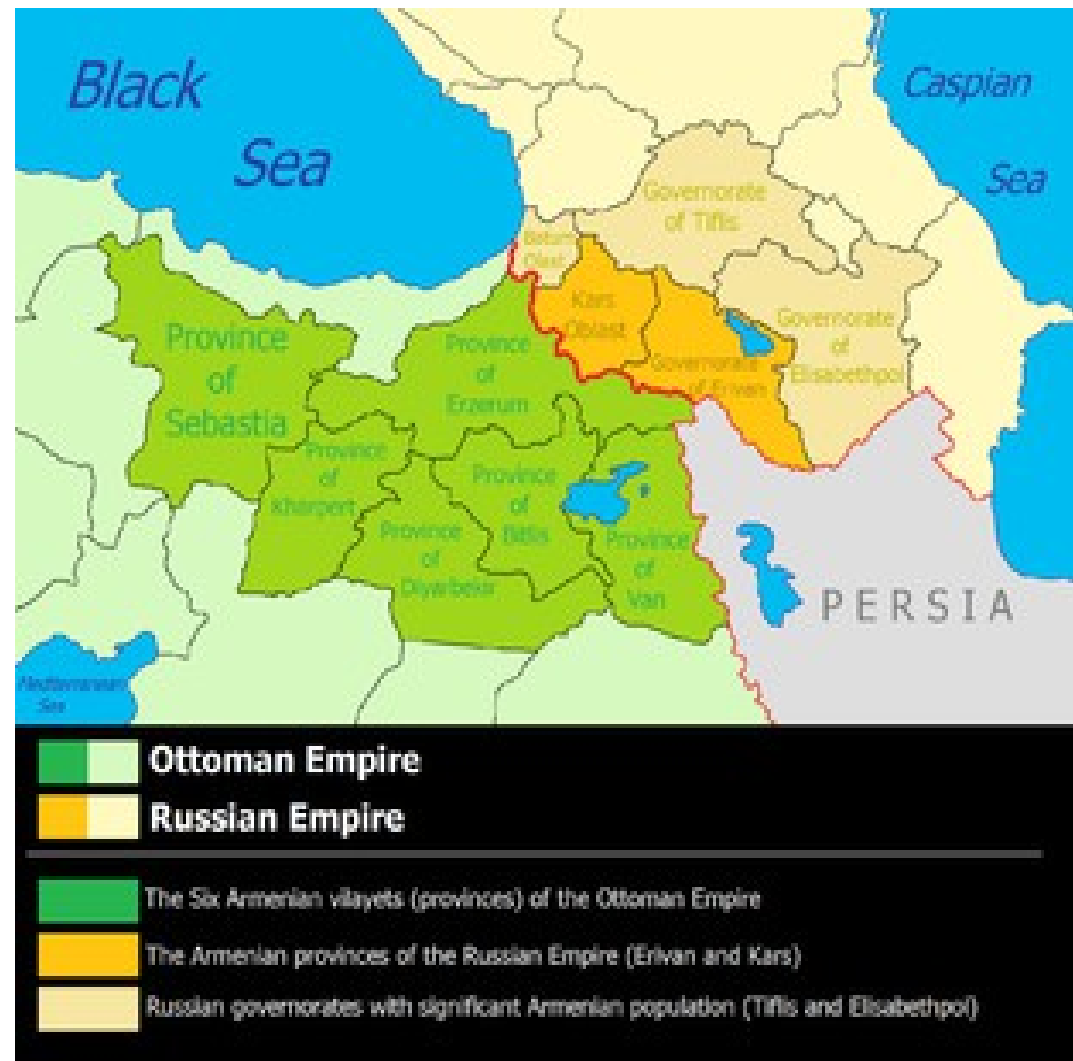 Black
Sea
Caspian
Sea
Governorate
of Tiflis
Batum
Oblast
Kars
Oblast
Governorate
of Erivan
Governorate
of
Elisabethpol
Province
of
Sebastia
Province
of
Erzerum
Province
of
Kharpert
Province
of
Bitlis
Province
of
Diyarbekir
Province
of
Van
PERSIA
Mediterranean
Sea
Ottoman Empire
Russian Empire
The Six Armenian vilayets (provinces) of the Ottoman Empire
The Armenian provinces of the Russian Empire (Erivan and Kars)
Russian governorates with significant Armenian population (Tiflis and Elisabethpol)